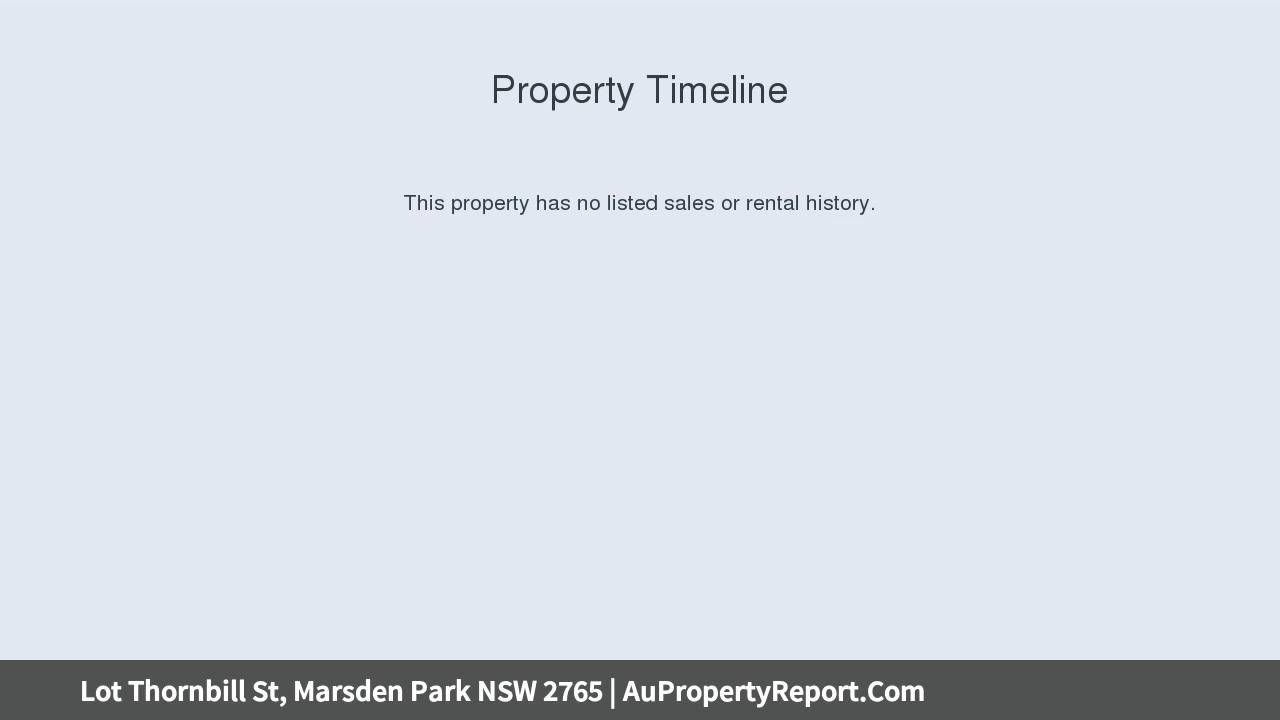 Property Timeline
This property has no listed sales or rental history.
Lot Thornbill St, Marsden Park NSW 2765 | AuPropertyReport.Com